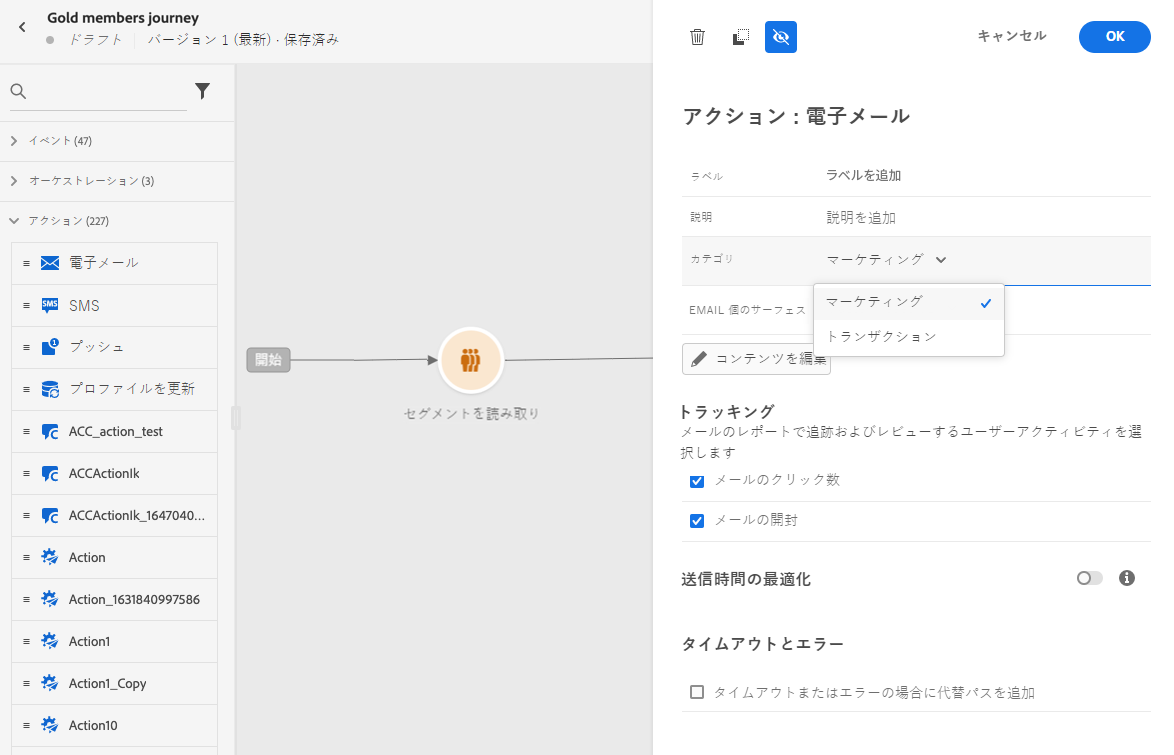 Gold members journey
ドラフト バージョン 1 (最新) · 保存済み
イベント (47)
オーケストレーション (3)
アクション (227)
電子メール
SMS
SMS
プッシュ
プロファイルを更新
ACC_action_test
ACCActionIk
ACCActionIk_1647040...
Action
Action_1631840997586
Action1
Action1_Copy
Action10
開始
セグメントを読み取り
キャンセル
OK
アクション : 電子メール
ラベル ラベルを追加
説明 説明を追加
カテゴリ マーケティング
マーケティング
トランザクション
EMAIL 個のサーフェス
コンテンツを編集
トラッキング
メールのレポートで追跡およびレビューするユーザーアクティビティを選
択します
メールのクリック数
メールの開封
送信時間の最適化
タイムアウトとエラー
タイムアウトまたはエラーの場合に代替パスを追加